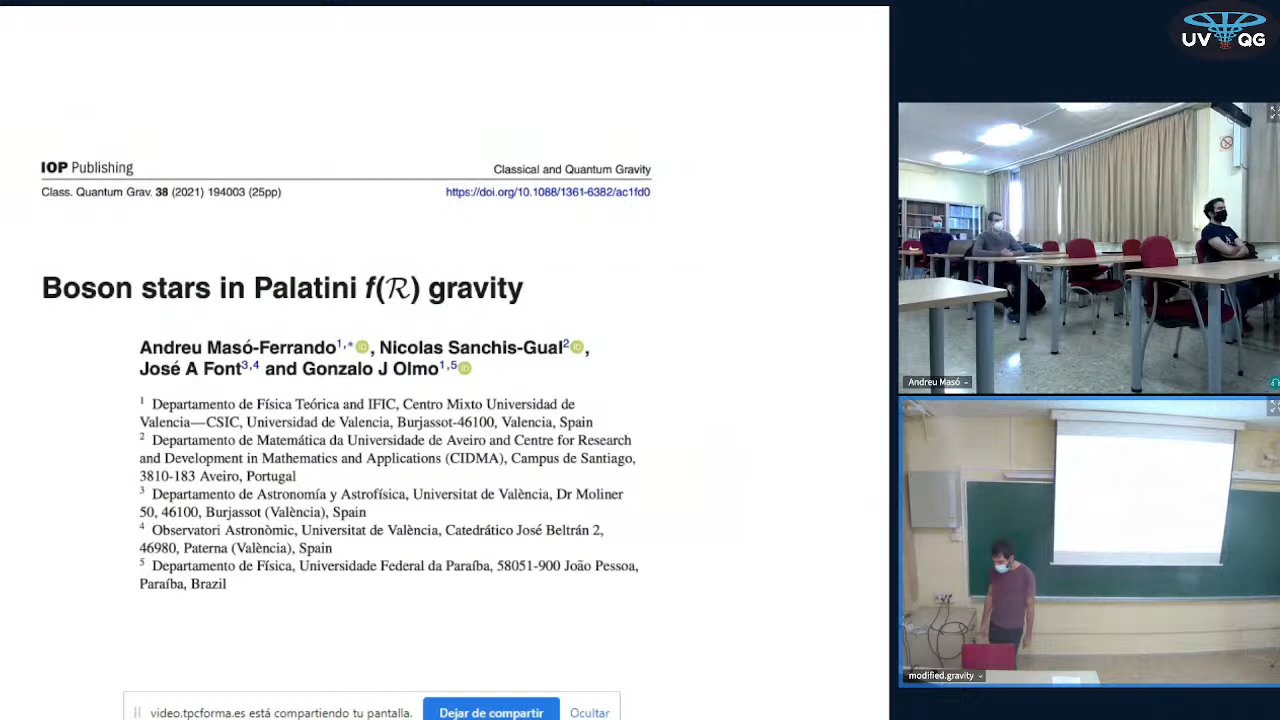 IOP Publishing
Classical and Quantum Gravity
Class. Quantum Grav. 38 (2021) 194003 (25pp)
https://doi.org/10.1088/1361-6382/ac1fd0
Boson stars in Palatini f(ℛ) gravity
Andreu Masó-Ferrando1,*, Nicolas Sanchis-Gual2,
José A Font3,4 and Gonzalo J Olmo1,5
1 Departamento de Física Teórica and IFIC, Centro Mixto Universidad de
Valencia—CSIC, Universidad de Valencia, Burjassot-46100, Valencia, Spain
2 Departamento de Matemática da Universidade de Aveiro and Centre for Research
and Development in Mathematics and Applications (CIDMA), Campus de Santiago,
3810-183 Aveiro, Portugal
3 Departamento de Astronomía y Astrofísica, Universitat de València, Dr Moliner
50, 46100, Burjassot (València), Spain
4 Observatori Astronòmic, Universitat de València, Catedrático José Beltrán 2,
46980, Paterna (València), Spain
5 Departamento de Física, Universidade Federal da Paraíba, 58051-900 João Pessoa,
Paraíba, Brazil
video.tpcforma.es está compartiendo tu pantalla.
Dejar de compartir
Ocultar
UV QG
Andreu Masó
modified.gravity